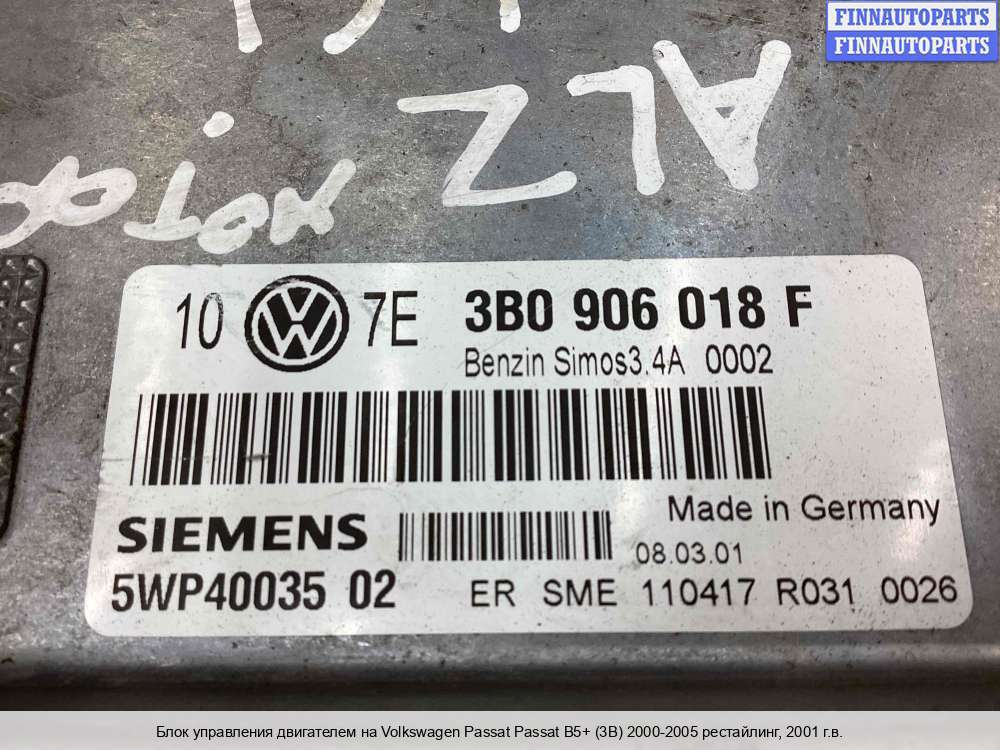 FINNAUTOPARTS
FINNAUTOPARTS
ALZ
10 7E 3B0 906 018 F
Benzin Simos3.4A 0002
SIEMENS
Made in Germany
08.03.01
5WP40035 02
ER SME 110417 R031 0026
Блок управления двигателем на Volkswagen Passat Passat B5+ (3B) 2000-2005 рестайлинг, 2001 г.в.